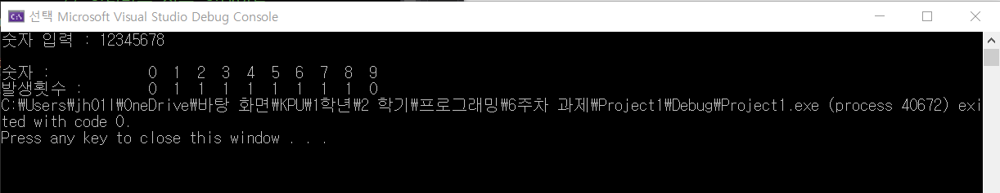 선택 Microsoft Visual Studio Debug Console
숫자 입력 : 12345678
숫자 : 0 1 2 3 4 5 6 7 8 9
발생횟수 : 0 1 1 1 1 1 1 1 1 0
C:\Users\jh01l\OneDrive\바탕 화면\KPU\1학년\2 학기\프로그래밍\6주차 과제\Project1\Debug\Project1.exe (process 40672) exi
ted with code 0.
Press any key to close this window . . .